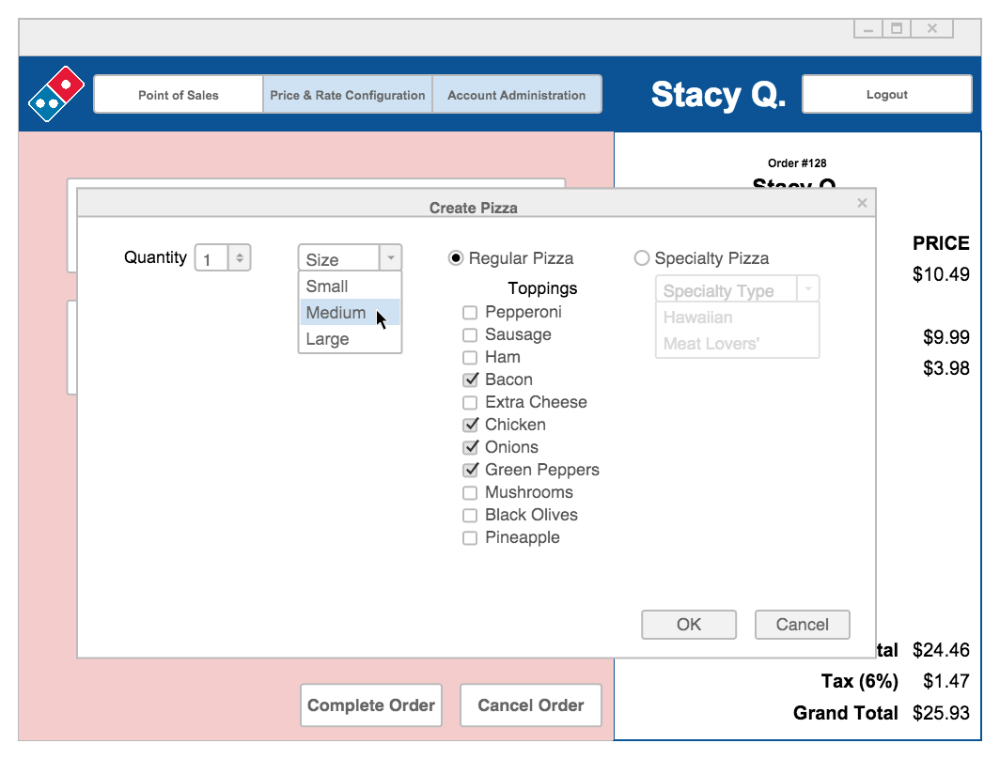 Point of Sales
Price & Rate Configuration
Account Administration
Stacy Q.
Logout
Order #128
Stacy Q
Create Pizza
Quantity 1
Size
Small
Medium
Large
Regular Pizza
Toppings
Pepperoni
Sausage
Ham
Bacon
Extra Cheese
Chicken
Onions
Green Peppers
Mushrooms
Black Olives
Pineapple
Specialty Pizza
Specialty Type
Hawaiian
Meat Lovers'
OK
Cancel
PRICE
$10.49
$9.99
$3.98
tal $24.46
Tax (6%) $1.47
Grand Total $25.93
Complete Order
Cancel Order